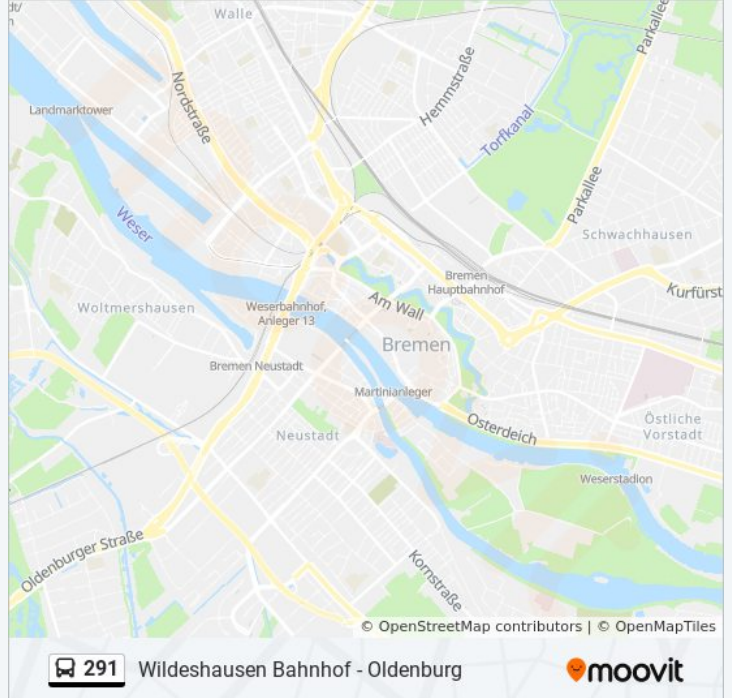 dt/
Walle
Parkallee
Hemmstraße
Nordstraße
Landmarktower
Torfkanal
Parkallee
Weser
Schwachhausen
Bremen
Hauptbahnhof
Kurfürst
Woltmershausen
Weserbahnhof,
Anleger 13
Am Wall
Bremen
Bremen Neustadt
Martinianleger
Neustadt
Osterdeich
Östliche
Vorstadt
Weserstadion
Oldenburger Straße
Kornstraße
© OpenStreetMap contributors | © OpenMapTiles
291 Wildeshausen Bahnhof - Oldenburg
moovit